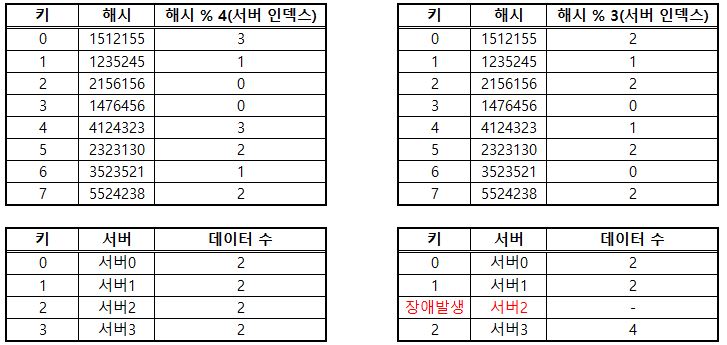 키 해시 해시 % 4(서버 인덱스)
0 1512155 3
1 1235245 1
2 2156156 0
3 1476456 0
4 4124323 3
5 2323130 2
6 3523521 1
7 5524238 2
키 해시 해시 % 3(서버 인덱스)
0 1512155 2
1 1235245 1
2 2156156 2
3 1476456 0
4 4124323 1
5 2323130 2
6 3523521 0
7 5524238 2
키 서버 데이터 수
0 서버0 2
1 서버1 2
2 서버2 2
3 서버3 2
키 서버 데이터 수
0 서버0 2
1 서버1 2
장애발생 서버2 -
2 서버3 4